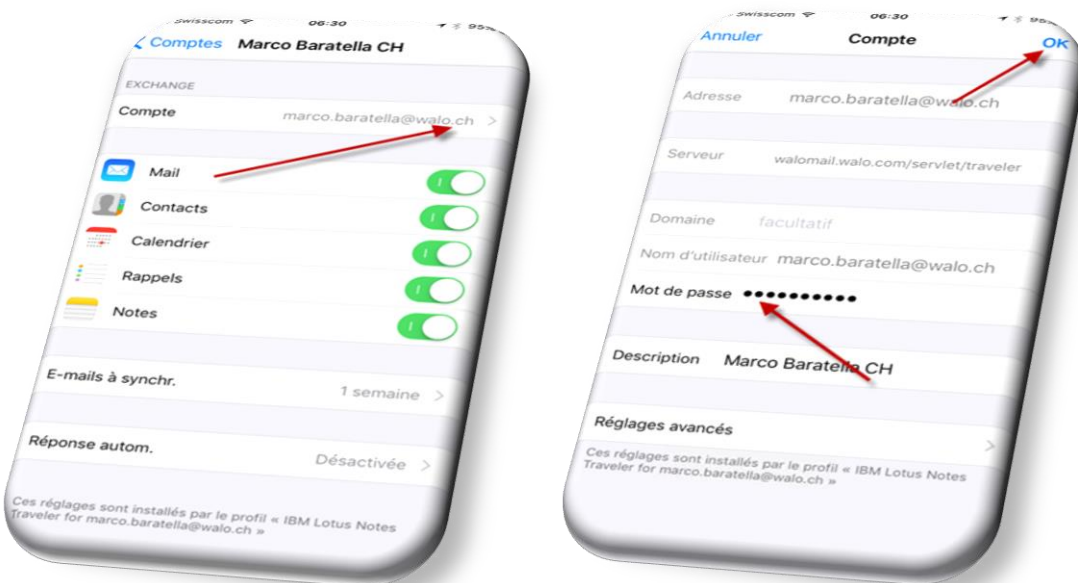 Swisscom 06:30 95%
Comptes Marco Baratella CH
EXCHANGE
Compte marco.baratella@walo.ch
Mail
Contacts
Calendrier
Rappels
Notes
E-mails à synchr. 1 semaine
Réponse autom. Désactivée
Ces réglages sont installés par le profil « IBM Lotus Notes
Traveler for marco.baratella@walo.ch »
Swisscom 06:30 95%
Annuler Compte OK
Adresse marco.baratella@walo.ch
Serveur walomail.walo.com/servlet/traveler
Domaine facultatif
Nom d'utilisateur marco.baratella@walo.ch
Mot de passe ●●●●●●●●●●
Description Marco Baratella CH
Réglages avancés
Ces réglages sont installés par le profil « IBM Lotus Notes
Traveler for marco.baratella@walo.ch »